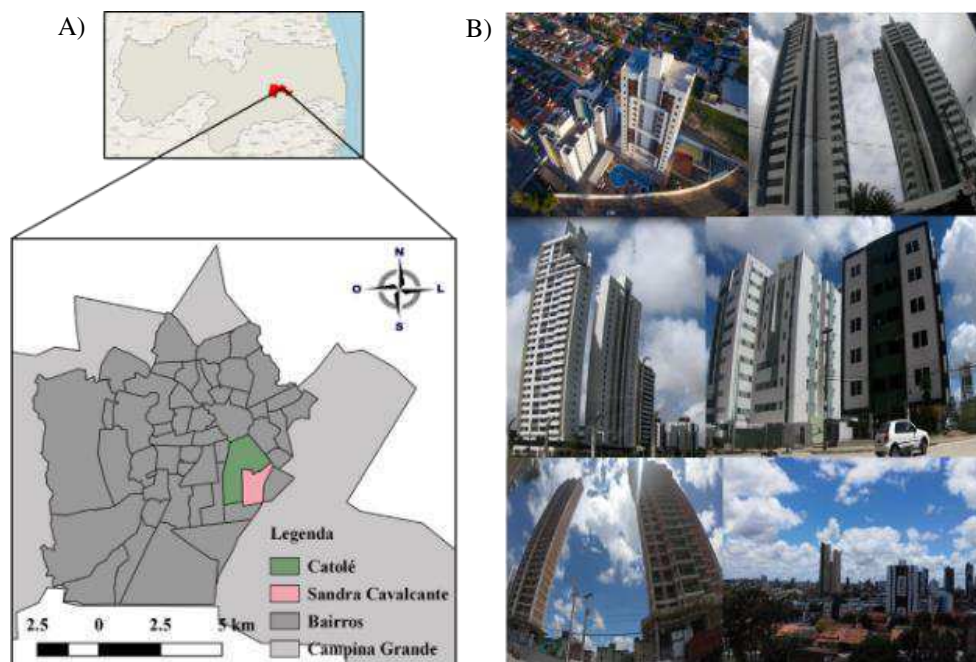 A)
B)
N
O
L
S
Legenda
Catolé
Sandra Cavalcante
Bairros
Campina Grande
2.5 0 2.5 5 km